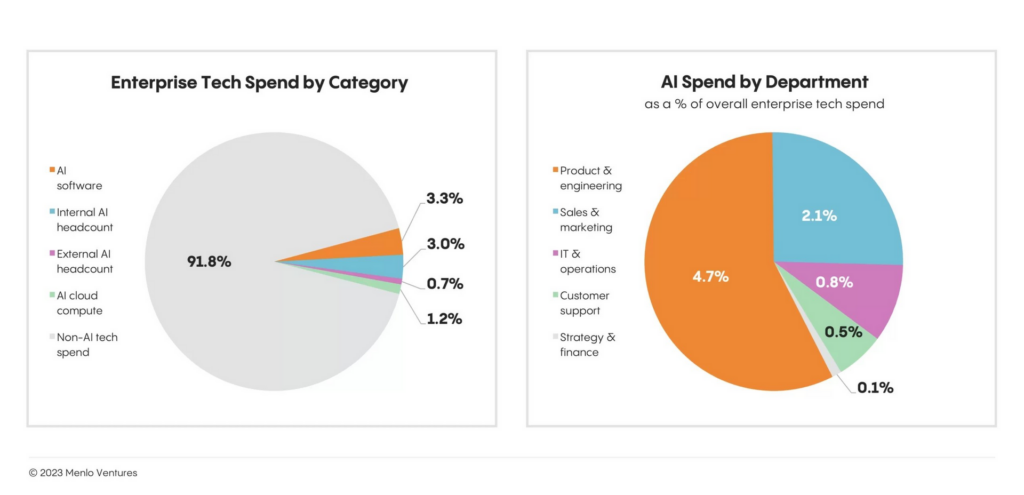 Enterprise Tech Spend by Category
AI
software
Internal AI
headcount
External AI
headcount
AI cloud
compute
Non-AI tech
spend
91.8%
3.3%
3.0%
0.7%
1.2%
AI Spend by Department
as a % of overall enterprise tech spend
Product &
engineering
Sales &
marketing
IT &
operations
Customer
support
Strategy &
finance
4.7%
2.1%
0.8%
0.5%
0.1%
© 2023 Menlo Ventures